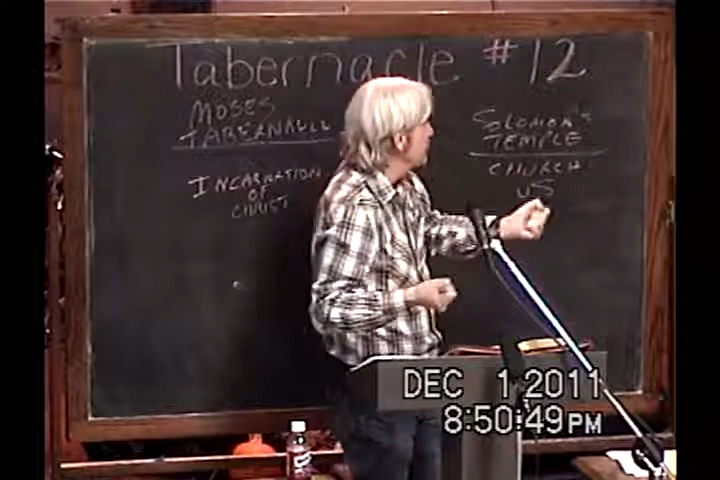 Tabernacle #12
MOSES
TABERNACLE
INCARNATION
OF
CHRIST
SOLOMON'S
TEMPLE
CHURCH
US
DEC 1 2011
8:50:49 PM